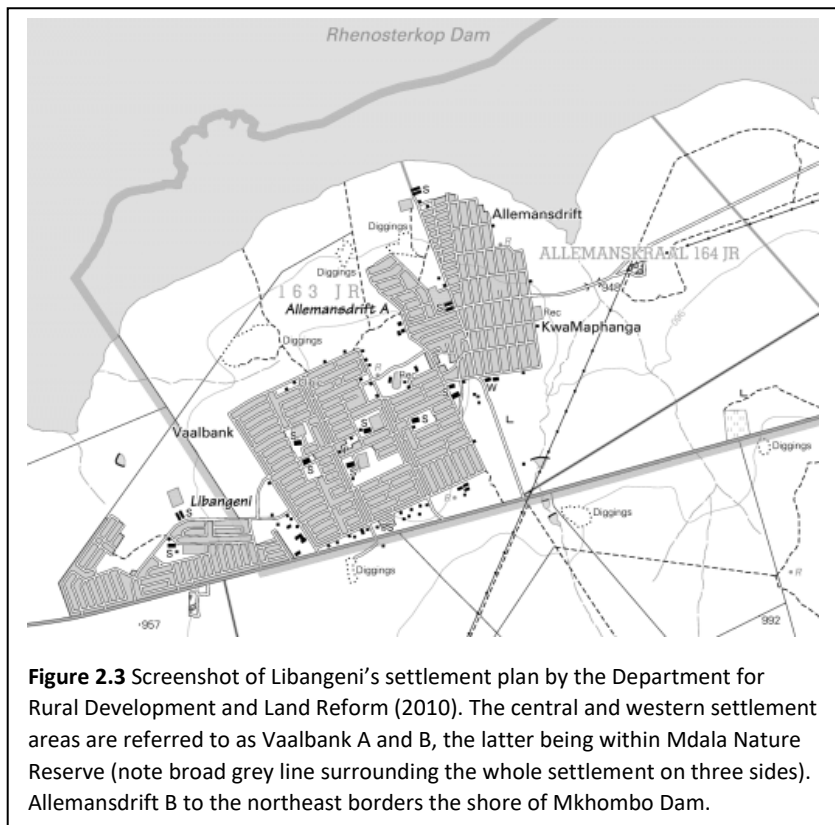 Rhenosterkop Dam
S
Allemansdrift
Diggings
R
Diggings
ALLEMANSKRAAL 164 JR
163 JR
948
Allemansdrift A
S
Rec
960
KwaMaphanga
Diggings
R
Rec
W
S
L
L
Vaalbank
S
S
S
P
S
Diggings
Libangeni
R
S
S
Diggings
Diggings
R
957
992
Figure 2.3 Screenshot of Libangeni’s settlement plan by the Department for
Rural Development and Land Reform (2010). The central and western settlement
areas are referred to as Vaalbank A and B, the latter being within Mdala Nature
Reserve (note broad grey line surrounding the whole settlement on three sides).
Allemansdrift B to the northeast borders the shore of Mkhombo Dam.